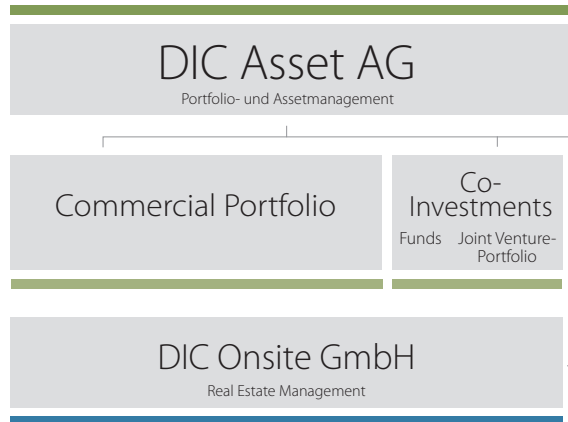 DIC Asset AG
Portfolio- und Assetmanagement
Commercial Portfolio
Co-
Investments
Funds
Joint Venture-
Portfolio
DIC Onsite GmbH
Real Estate Management